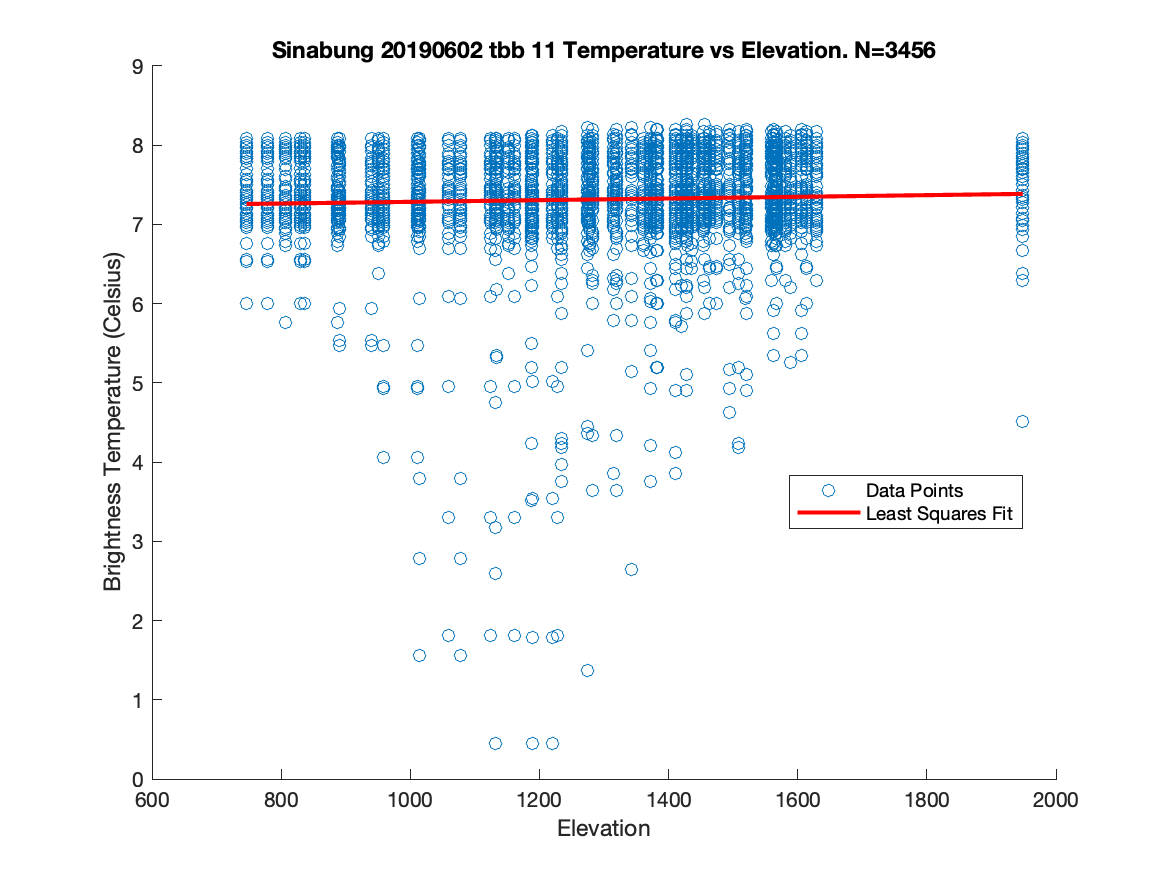 Sinabung 20190602 tbb 11 Temperature vs Elevation. N=3456
9
8
7
6
5
4
3
2
1
0
Brightness Temperature (Celsius)
Data Points
Least Squares Fit
600 800 1000 1200 1400 1600 1800 2000
Elevation